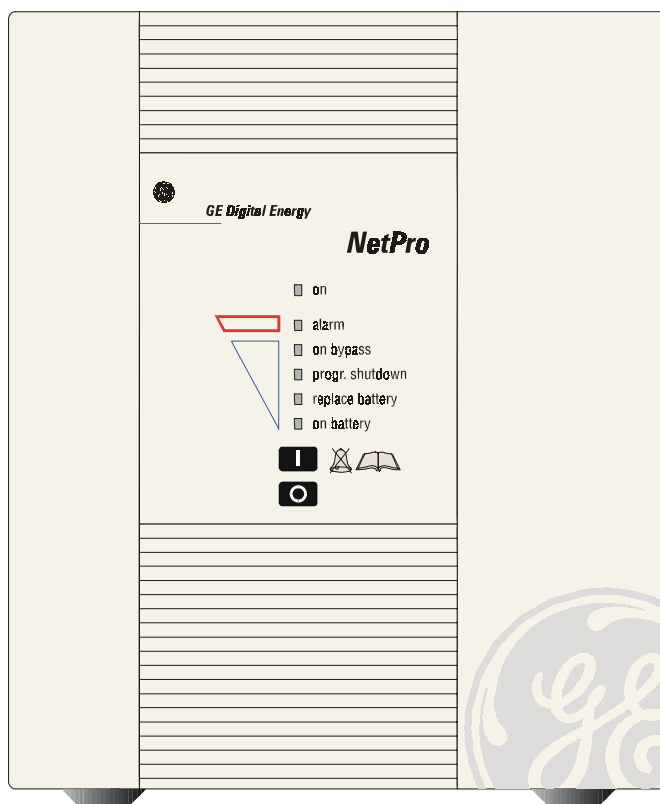 GE Digital Energy
NetPro
on
alarm
on bypass
progr. shutdown
replace battery
on battery